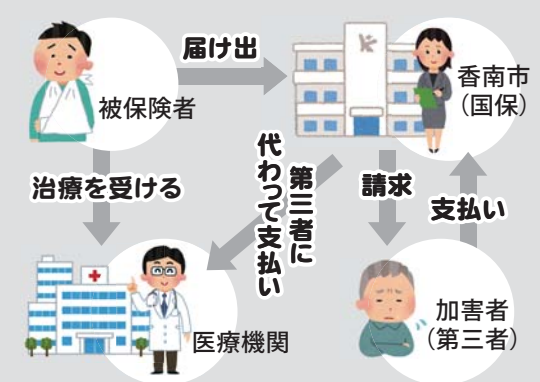 届け出
被保険者
香南市
（国保）
治療を受ける
第三者に
代わって支払い
請求
支払い
医療機関
加害者
（第三者）